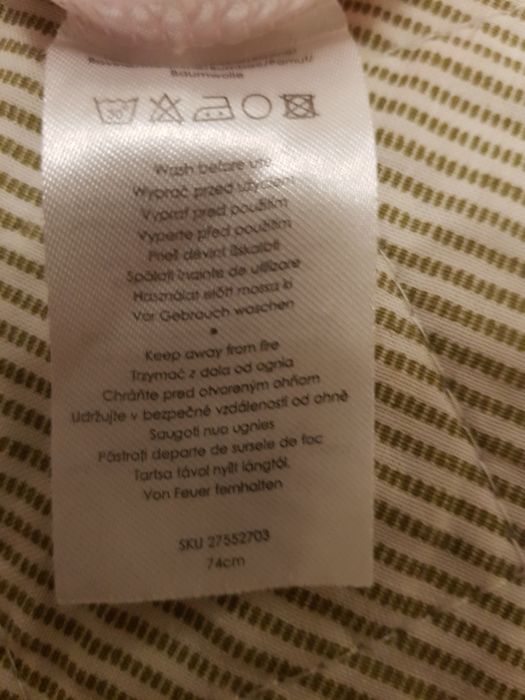 Baumwolle
30°
Wash before use
Wyprać przed użyciem
Vyprať pred použitím
Vyperte před použitím
Prieš dėvint išskalbti
Spălați înainte de utilizare
Használat előtt mossa ki
Vor Gebrauch waschen
Keep away from fire
Trzymać z dala od ognia
Chráňte pred otvoreným ohňom
Udržujte v bezpečné vzdálenosti od ohně
Saugoti nuo ugnies
Păstrați departe de sursele de foc
Tartsa távol nyílt lángtól.
Von Feuer fernhalten
SKU 27552703
74cm